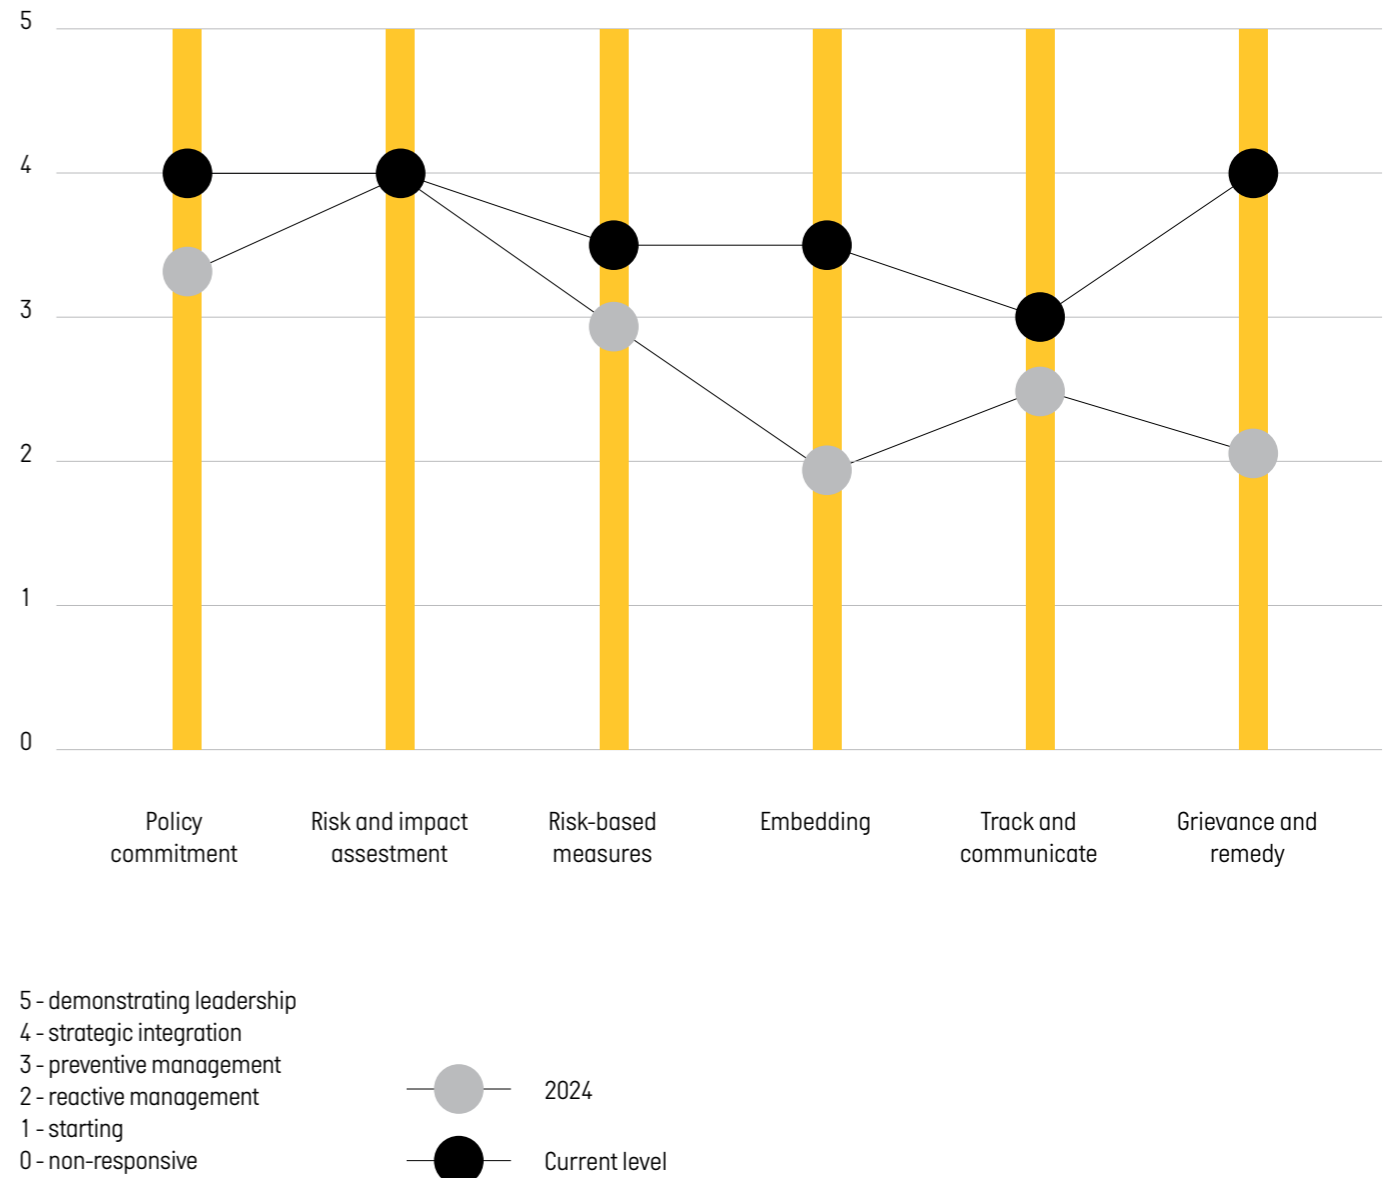 5
4
3
2
1
0
Policy
commitment
Risk and impact
assestment
Risk-based
measures
Embedding
Track and
communicate
Grievance and
remedy
5 - demonstrating leadership
4 - strategic integration
3 - preventive management
2 - reactive management
1 - starting
0 - non-responsive
2024
Current level